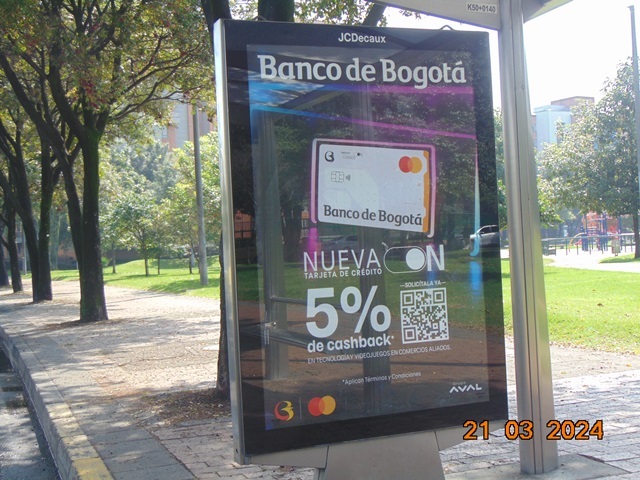 K50+0140
JCDecaux
Banco de Bogotá
Banco de Bogotá
NUEVA ON
TARJETA DE CRÉDITO
SOLICÍTALA YA
5%
de cashback*
EN TECNOLOGÍA Y VIDEOJUEGOS EN COMERCIOS ALIADOS.
*Aplican Términos y Condiciones
AVAL
21 03 2024